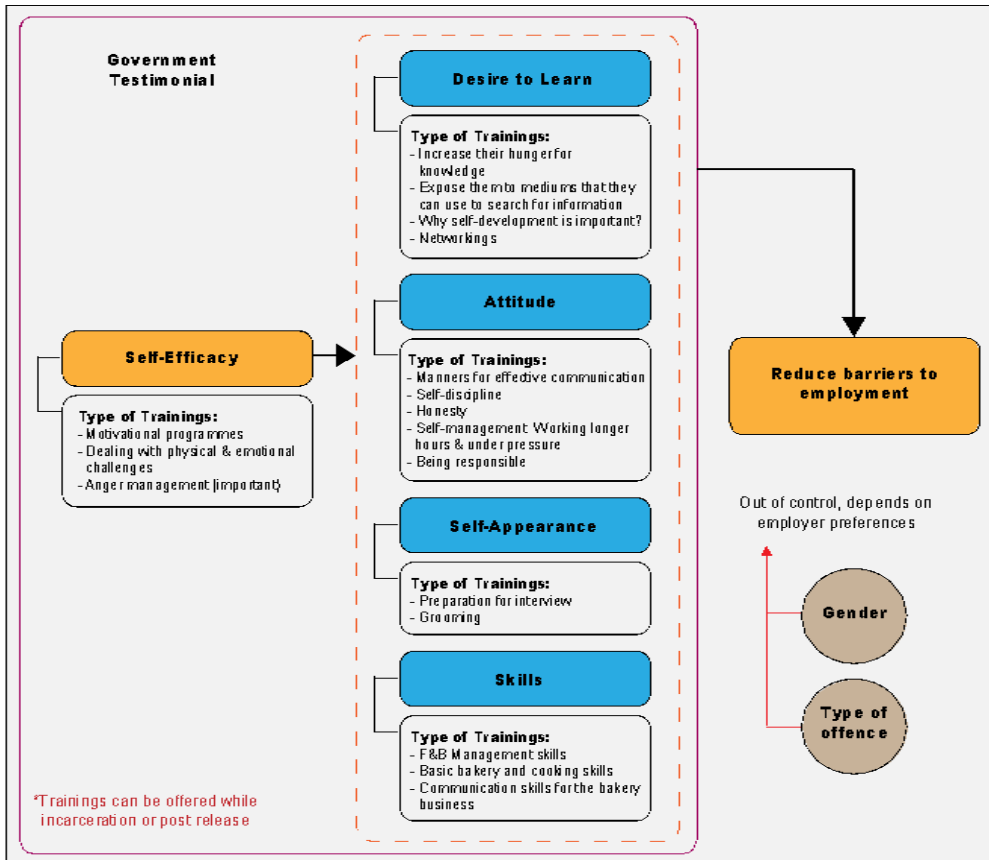 Government
Testimonial
Desire to Learn
Type of Trainings:
- Increase their hunger for
knowledge
- Expose them to mediums that they
can use to search for information
- Why self-development is important?
- Networkings
Attitude
Type of Trainings:
- Manners for effective communication
- Self-discipline
- Honesty
- Self-management: Working longer
hours & under pressure
- Being responsible
Self-Efficacy
Type of Trainings:
- Motivational programmes
- Dealing with physical & emotional
challenges
- Anger management (important)
Self-Appearance
Type of Trainings:
- Preparation for interview
- Grooming
Skills
Type of Trainings:
- F&B Management skills
- Basic bakery and cooking skills
- Communication skills for the bakery
business
*Trainings can be offered while
incarceration or post release
Reduce barriers to
employment
Out of control, depends on
employer preferences
Gender
Type of
offence